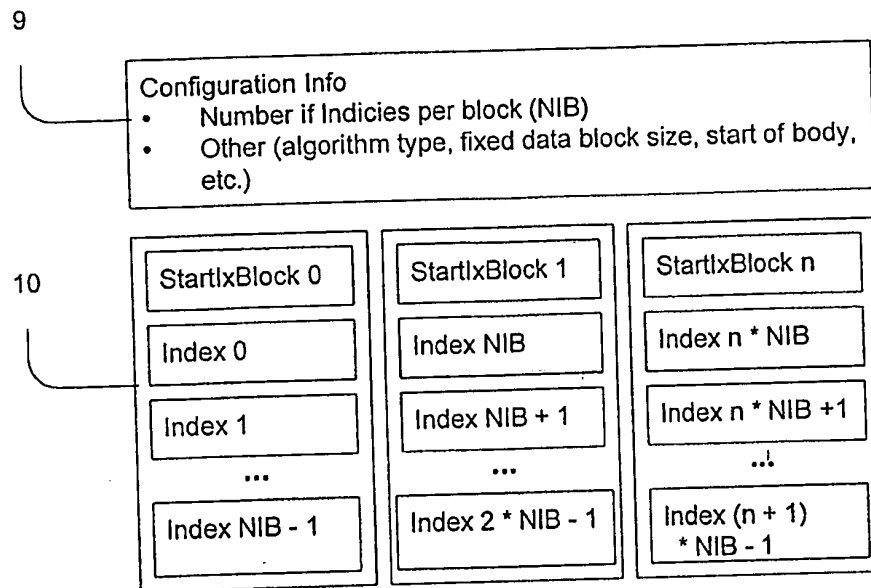 9
Configuration Info
• Number if Indicies per block (NIB)
• Other (algorithm type, fixed data block size, start of body,
etc.)
10
StartIxBlock 0
Index 0
Index 1
...
Index NIB - 1
StartIxBlock 1
Index NIB
Index NIB + 1
...
Index 2 * NIB - 1
StartIxBlock n
Index n * NIB
Index n * NIB +1
...
Index (n + 1)
* NIB - 1